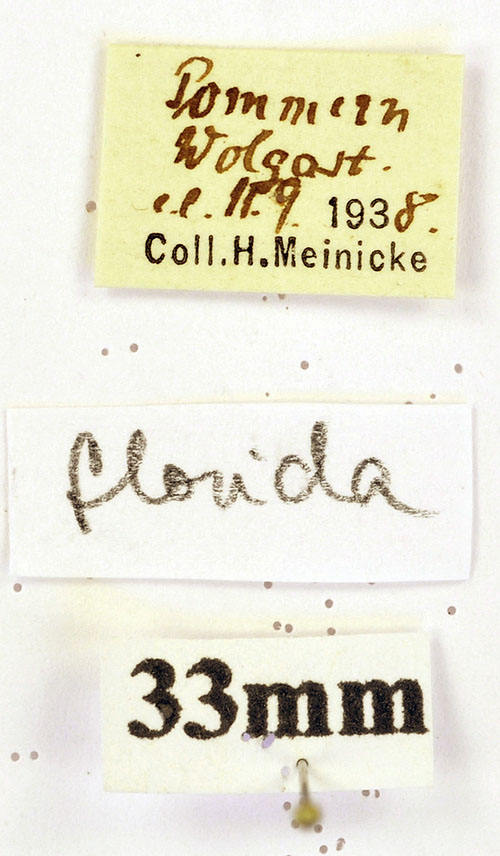 Pommern
Wolgast.
e.l. 11.9. 1938.
Coll.H.Meinicke
florida
33mm